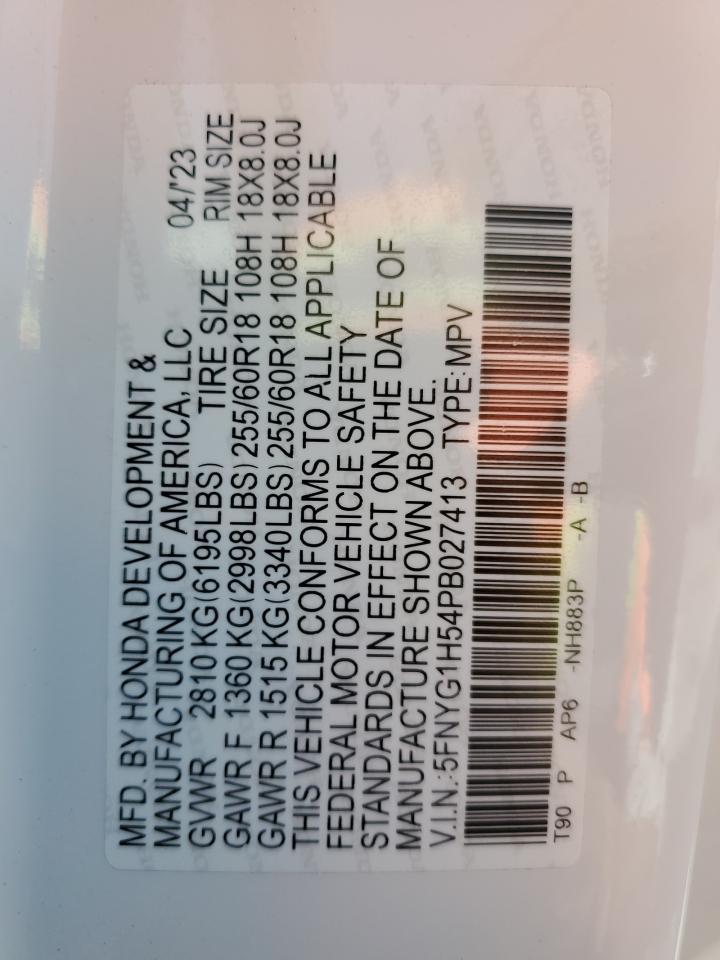 MFD. BY HONDA DEVELOPMENT &
MANUFACTURING OF AMERICA, LLC 04/'23
GVWR 2810 KG(6195LBS) TIRE SIZE RIM SIZE
GAWR F 1360 KG(2998LBS) 255/60R18 108H 18X8.0J
GAWR R 1515 KG(3340LBS) 255/60R18 108H 18X8.0J
THIS VEHICLE CONFORMS TO ALL APPLICABLE
FEDERAL MOTOR VEHICLE SAFETY
STANDARDS IN EFFECT ON THE DATE OF
MANUFACTURE SHOWN ABOVE.
V.I.N.:5FNYG1H54PB027413 TYPE: MPV
T90 P AP6 -NH883P -A -B